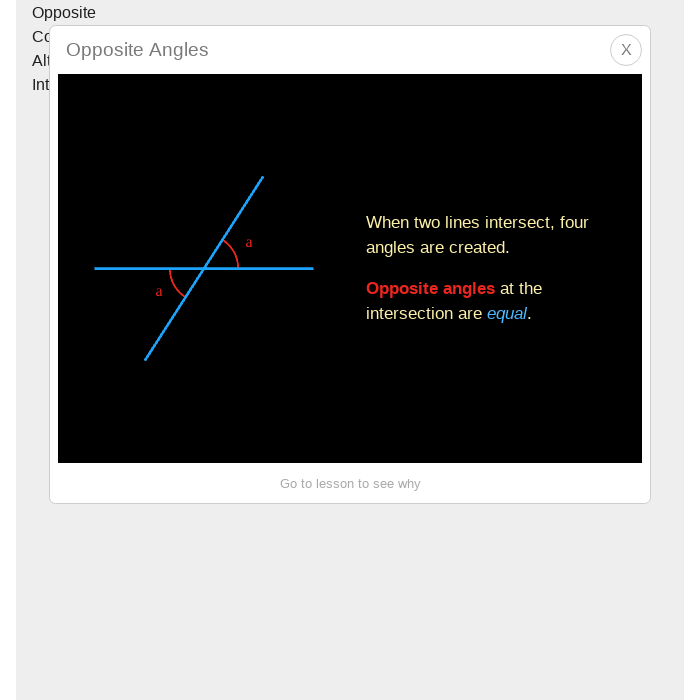 Opposite
Co
Alt
Int
Opposite Angles
X
a
a
When two lines intersect, four
angles are created.
Opposite angles at the
intersection are equal.
Go to lesson to see why